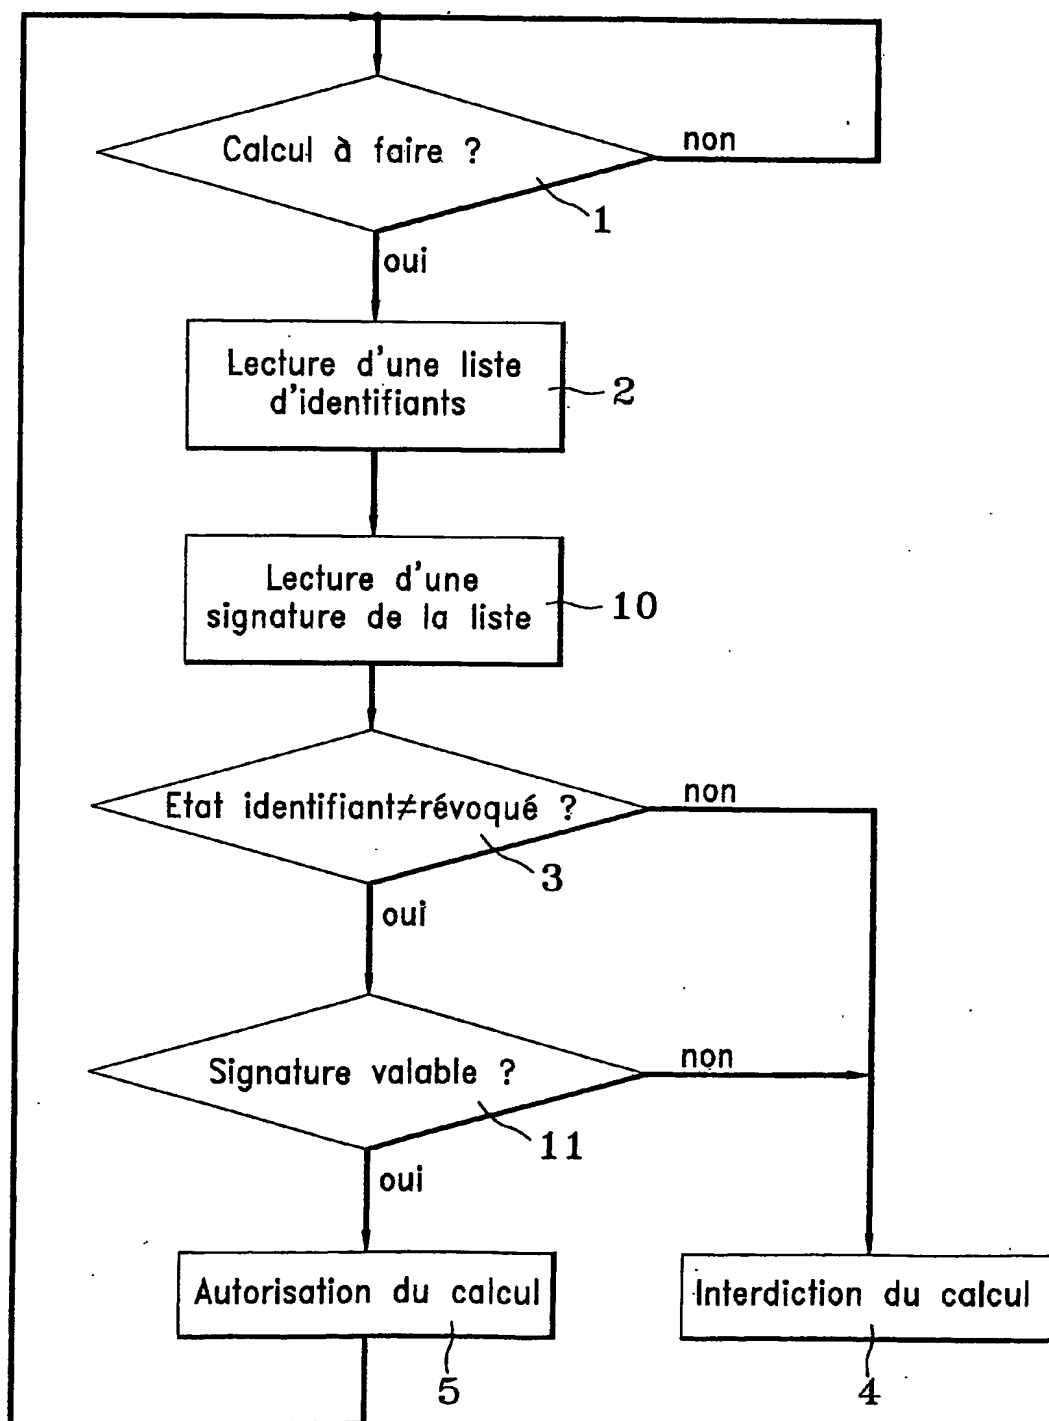 Calcul à faire ?
non
1
oui
Lecture d'une liste
d'identifiants
2
Lecture d'une
signature de la liste
10
Etat identifiant≠révoqué ?
non
3
oui
Signature valable ?
non
11
oui
Autorisation du calcul
Interdiction du calcul
5
4